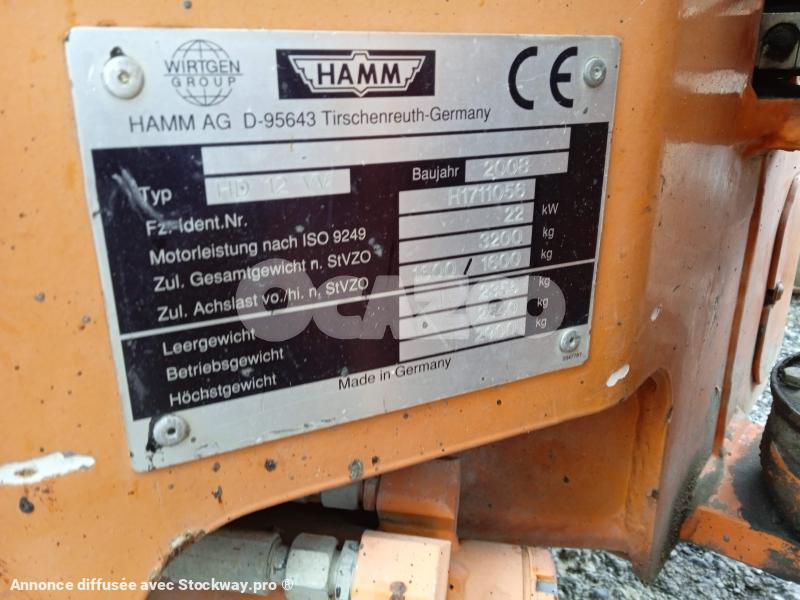 WIRTGEN
GROUP
HAMM
CE
HAMM AG D-95643 Tirschenreuth-Germany
Typ HD 12 VV Baujahr 2008
Fz.-Ident.Nr. H1711056
Motorleistung nach ISO 9249 22 kW
Zul. Gesamtgewicht n. StVZO 3200 kg
Zul. Achslast vo./hi. n. StVZO 1600 / 1600 kg
Leergewicht kg
Betriebsgewicht kg
Höchstgewicht kg
Made in Germany
OCAZOO
Annonce diffusée avec Stockway.pro ®